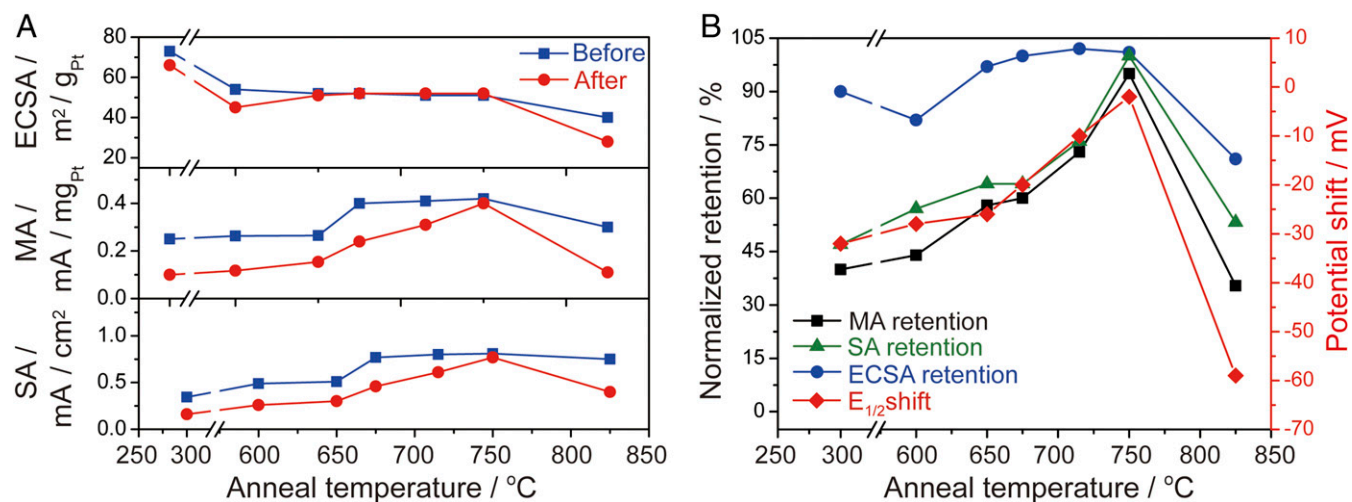 A
ECSA /
m²/ gPt
80
60
40
20
Before
After
MA /
mA / mgPt
0.4
0.2
0.0
SA /
mA / cm²
1.0
0.5
0.0
250 300 600 650 700 750 800 850
Anneal temperature / °C
B
Normalized retention / %
105
90
75
60
45
30
15
0
MA retention
SA retention
ECSA retention
E1/2shift
10
0
-10
-20
-30
-40
-50
-60
-70
Potential shift / mV
250 300 600 650 700 750 800 850
Anneal temperature / °C